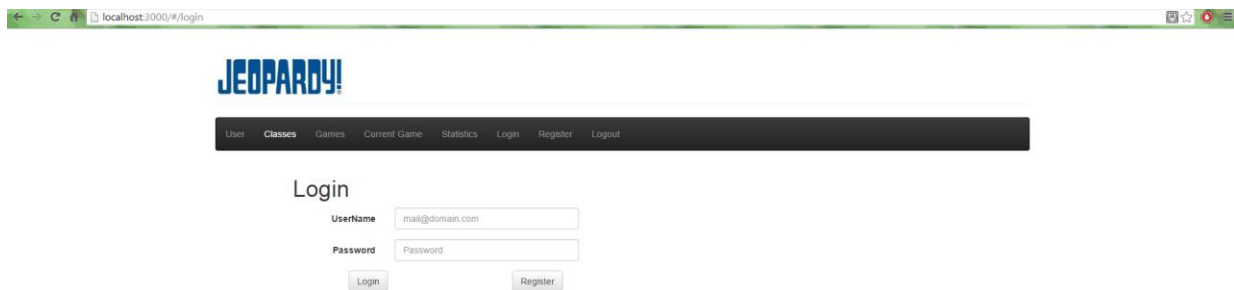 localhost:3000/#/login
JEOPARDY!
User Classes Games Current Game Statistics Login Register Logout
Login
UserName mail@domain.com
Password Password
Login Register